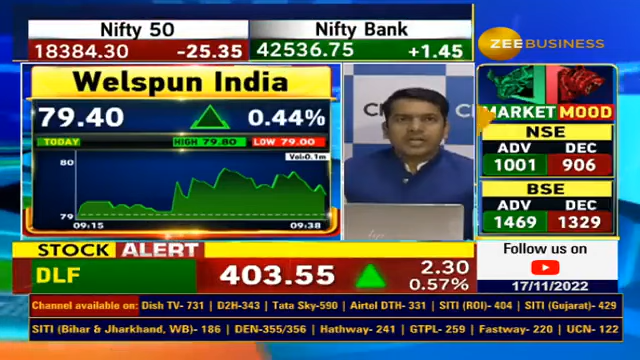 Nifty 50
18384.30 -25.35
Nifty Bank
42536.75 +1.45
ZEEBUSINESS
Welspun India
79.40 0.44%
TODAY HIGH 79.80 LOW 79.00
Vol=0.1m
80
79
09:15 09:38
MARKET MOOD
NSE
ADV DEC
1001 906
BSE
ADV DEC
1469 1329
STOCK ALERT
DLF 403.55 2.30
0.57%
Follow us on
17/11/2022
Channel available on: Dish TV- 731 | D2H-343 | Tata Sky-590 | Airtel DTH- 331 | SITI (ROI)- 404 | SITI (Gujarat)- 429
SITI (Bihar & Jharkhand, WB)- 186 | DEN-355/356 | Hathway- 241 | GTPL- 259 | Fastway- 220 | UCN- 122